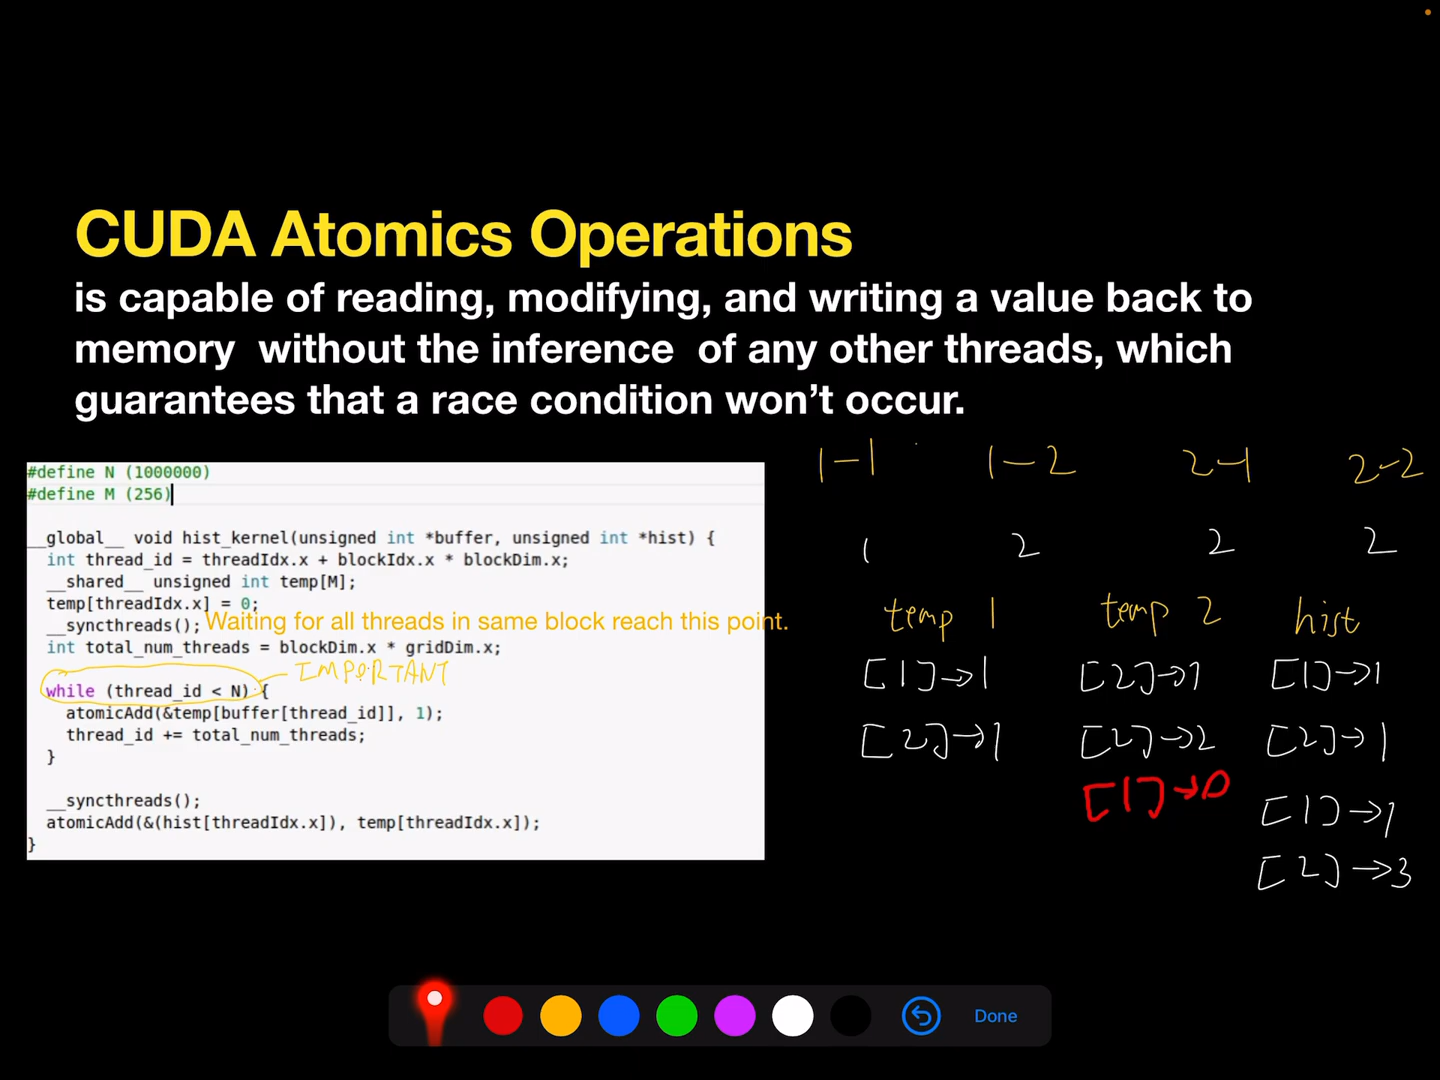 CUDA Atomics Operations
is capable of reading, modifying, and writing a value back to
memory  without the inference  of any other threads, which
guarantees that a race condition won't occur.
#define N (1000000)
#define M (256)
__global__ void hist_kernel(unsigned int *buffer, unsigned int *hist) {
int thread_id = threadIdx.x + blockIdx.x * blockDim.x;
__shared__ unsigned int temp[M];
temp[threadIdx.x] = 0;
__syncthreads(); Waiting for all threads in same block reach this point.
int total_num_threads = blockDim.x * gridDim.x;
IMPORTANT
while (thread_id < N) {
atomicAdd(&temp[buffer[thread_id]], 1);
thread_id += total_num_threads;
}
__syncthreads();
atomicAdd(&(hist[threadIdx.x]), temp[threadIdx.x]);
}
1-1 1-2 2-1 2-2
1 2 2 2
temp 1 temp 2 hist
[1]→1 [2]→1 [1]→1
[2]→1 [2]→2 [2]→1
[1]→0 [1]→1
[2]→3
Done